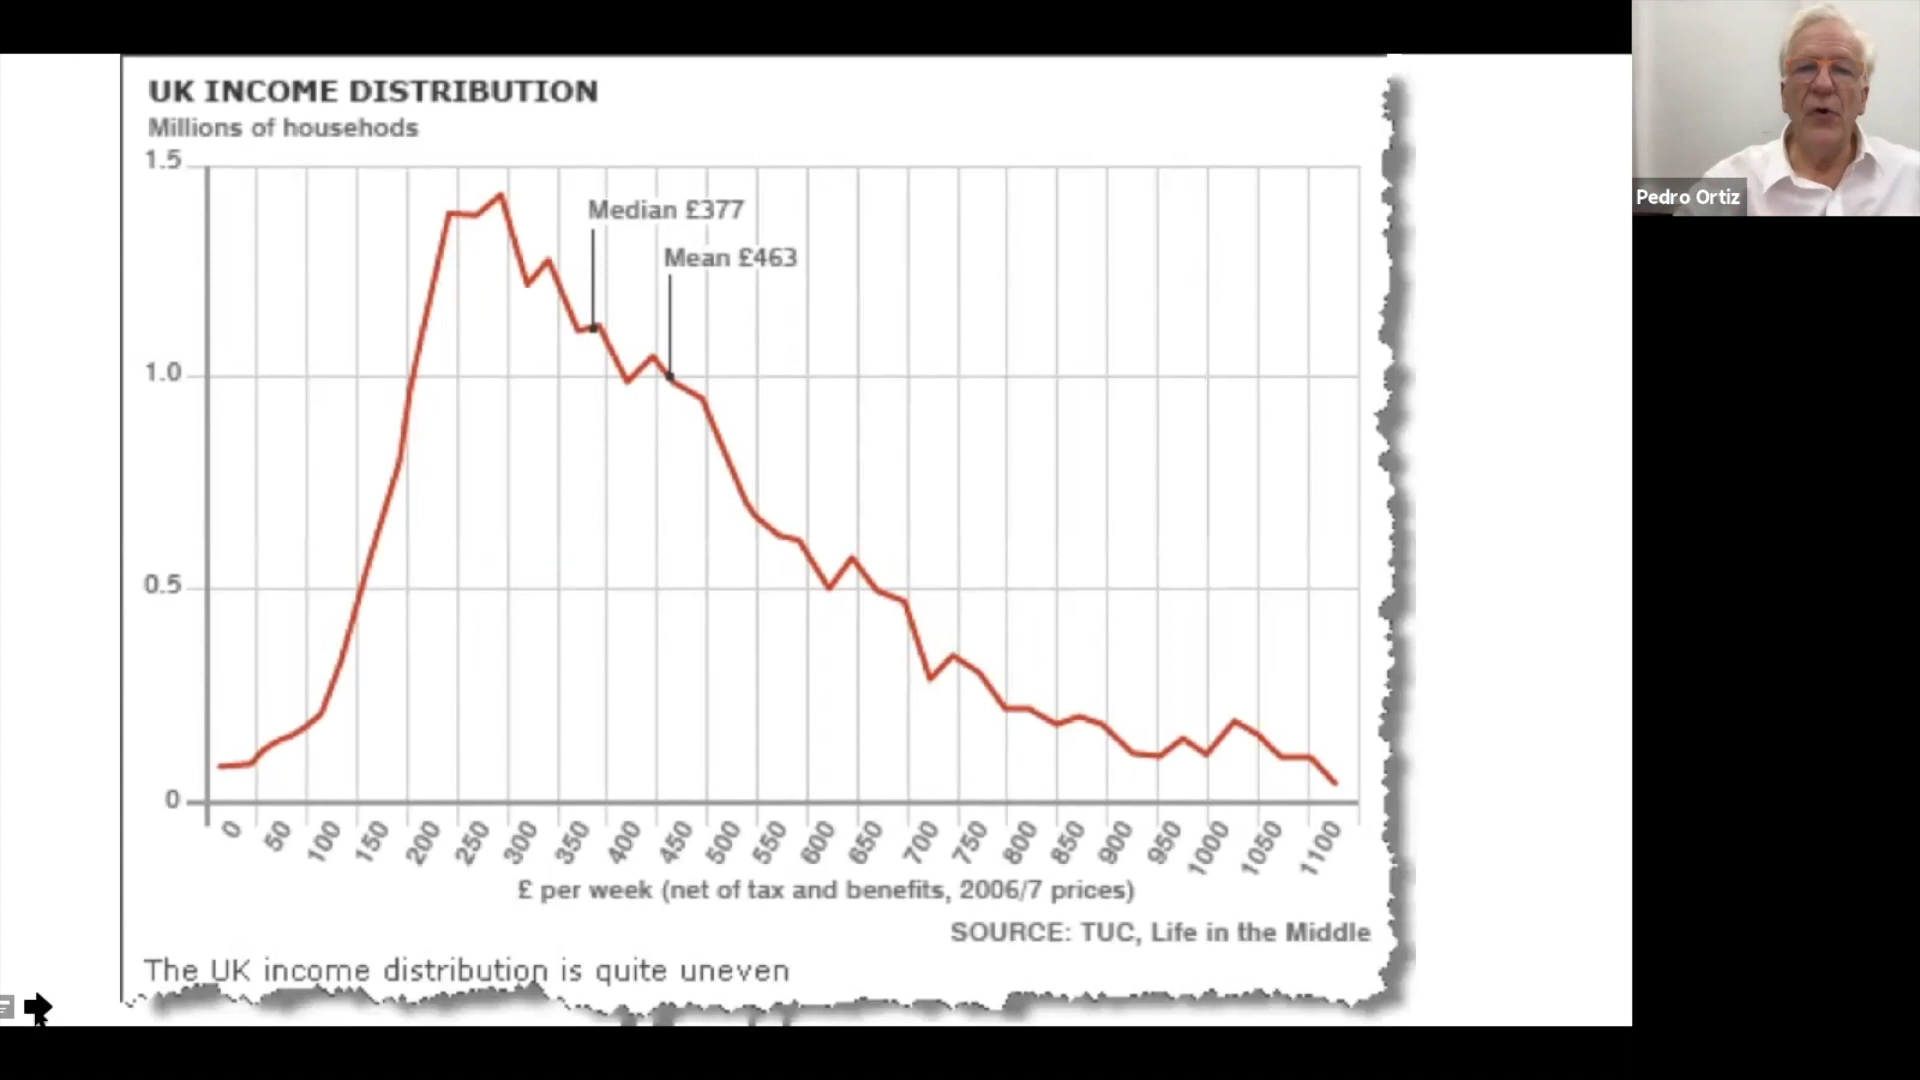 UK INCOME DISTRIBUTION
Millions of househods
1.5
Median £377
Mean £463
1.0
0.5
0
0 50 100 150 200 250 300 350 400 450 500 550 600 650 700 750 800 850 900 950 1000 1050 1100
£ per week (net of tax and benefits, 2006/7 prices)
SOURCE: TUC, Life in the Middle
The UK income distribution is quite uneven
Pedro Ortiz